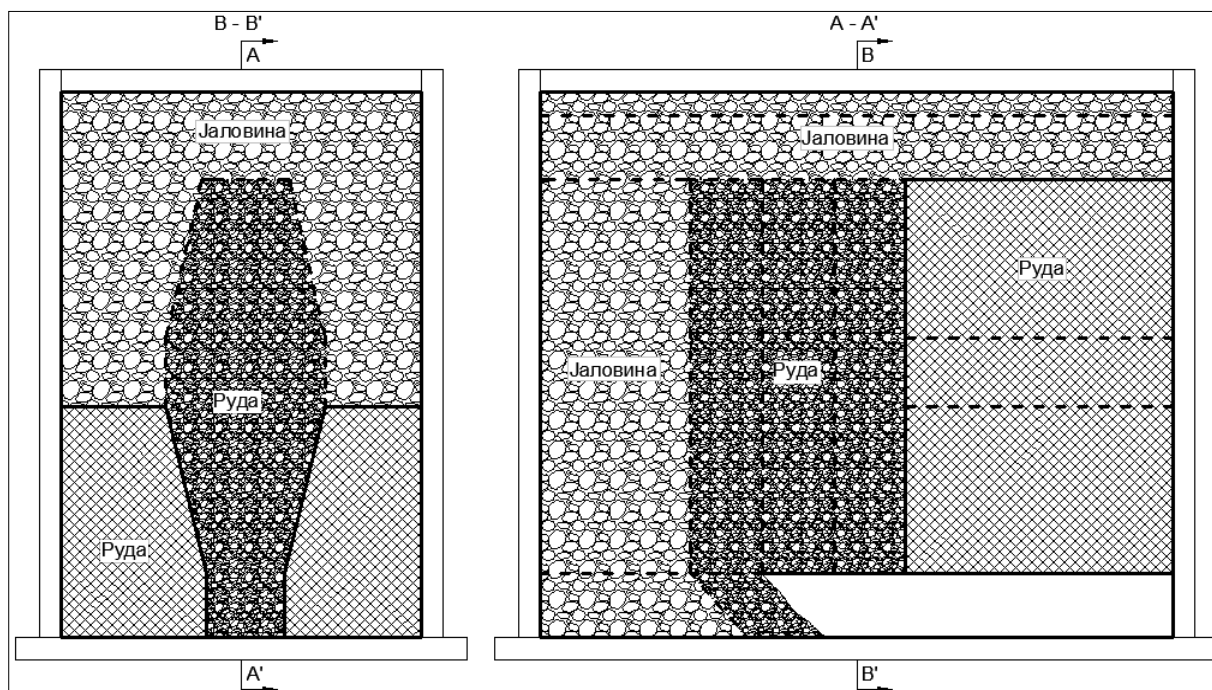 B - B'
A
Јаловина
Руда
Руда
A'
A - A'
B
Јаловина
Руда
Јаловина
Руда
B'